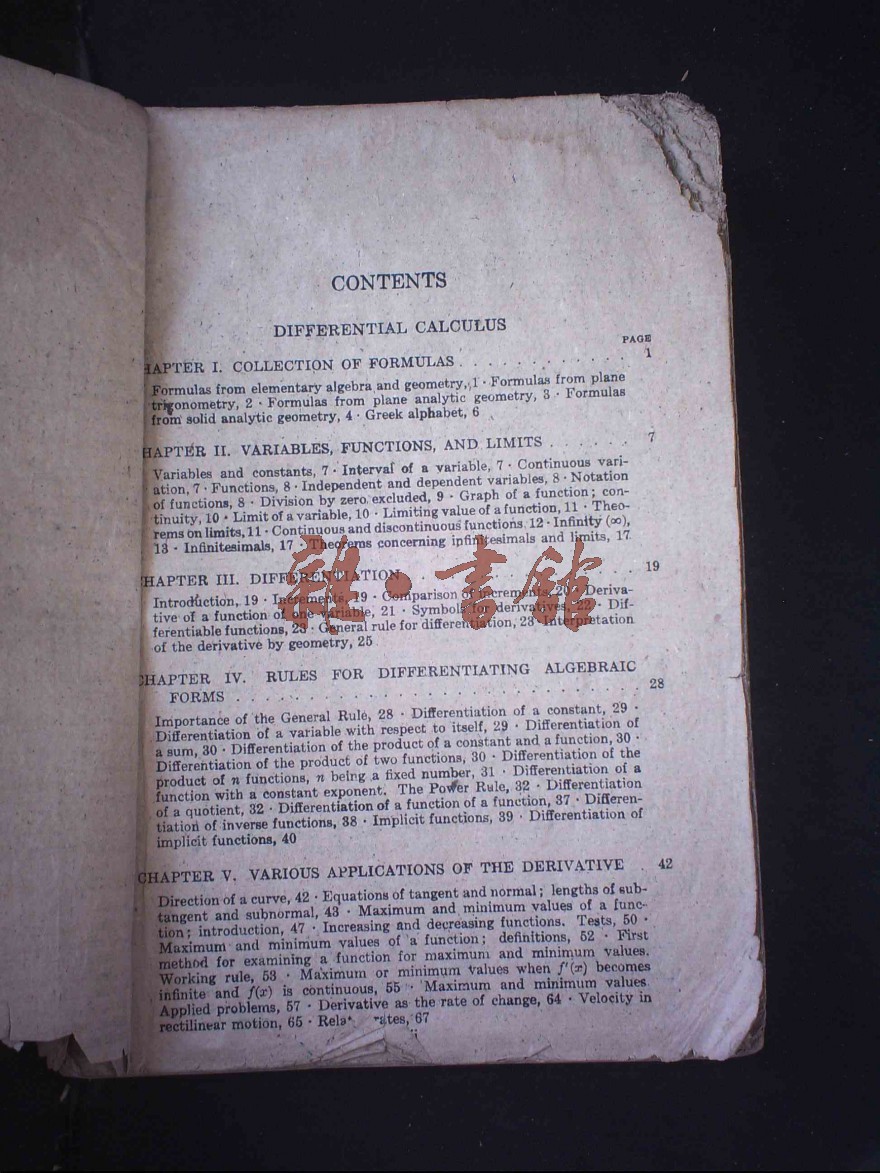 CONTENTS
DIFFERENTIAL CALCULUS
PAGE
HAPTER I. COLLECTION OF FORMULAS . . . . . . . . . . . . 1
Formulas from elementary algebra and geometry, 1 · Formulas from plane
trigonometry, 2 · Formulas from plane analytic geometry, 3 · Formulas
from solid analytic geometry, 4 · Greek alphabet, 6
HAPTER II. VARIABLES, FUNCTIONS, AND LIMITS . . . . . . 7
Variables and constants, 7 · Interval of a variable, 7 · Continuous vari-
ation, 7 · Functions, 8 · Independent and dependent variables, 8 · Notation
of functions, 8 · Division by zero excluded, 9 · Graph of a function; con-
tinuity, 10 · Limit of a variable, 10 · Limiting value of a function, 11 · Theo-
rems on limits, 11 · Continuous and discontinuous functions, 12 · Infinity (∞),
13 · Infinitesimals, 17 · Theorems concerning infinitesimals and limits, 17
HAPTER III. DIFFERENTIATION . . . . . . . . . . . . . . 19
Introduction, 19 · Increments, 19 · Comparison of increments, 20 · Deriva-
tive of a function of one variable, 21 · Symbols for derivatives, 22 · Dif-
ferentiable functions, 23 · General rule for differentiation, 23 · Interpretation
of the derivative by geometry, 25
書館
CHAPTER IV. RULES FOR DIFFERENTIATING ALGEBRAIC
FORMS . . . . . . . . . . . . . . . . . . . . . . . . . . . 28
Importance of the General Rule, 28 · Differentiation of a constant, 29 ·
Differentiation of a variable with respect to itself, 29 · Differentiation of
a sum, 30 · Differentiation of the product of a constant and a function, 30 ·
Differentiation of the product of two functions, 30 · Differentiation of the
product of n functions, n being a fixed number, 31 · Differentiation of a
function with a constant exponent. The Power Rule, 32 · Differentiation
of a quotient, 32 · Differentiation of a function of a function, 37 · Differen-
tiation of inverse functions, 38 · Implicit functions, 39 · Differentiation of
implicit functions, 40
CHAPTER V. VARIOUS APPLICATIONS OF THE DERIVATIVE . 42
Direction of a curve, 42 · Equations of tangent and normal; lengths of sub-
tangent and subnormal, 43 · Maximum and minimum values of a func-
tion; introduction, 47 · Increasing and decreasing functions. Tests, 50 ·
Maximum and minimum values of a function; definitions, 52 · First
method for examining a function for maximum and minimum values.
Working rule, 53 · Maximum or minimum values when f′(x) becomes
infinite and f(x) is continuous, 55 · Maximum and minimum values.
Applied problems, 57 · Derivative as the rate of change, 64 · Velocity in
rectilinear motion, 65 · 67